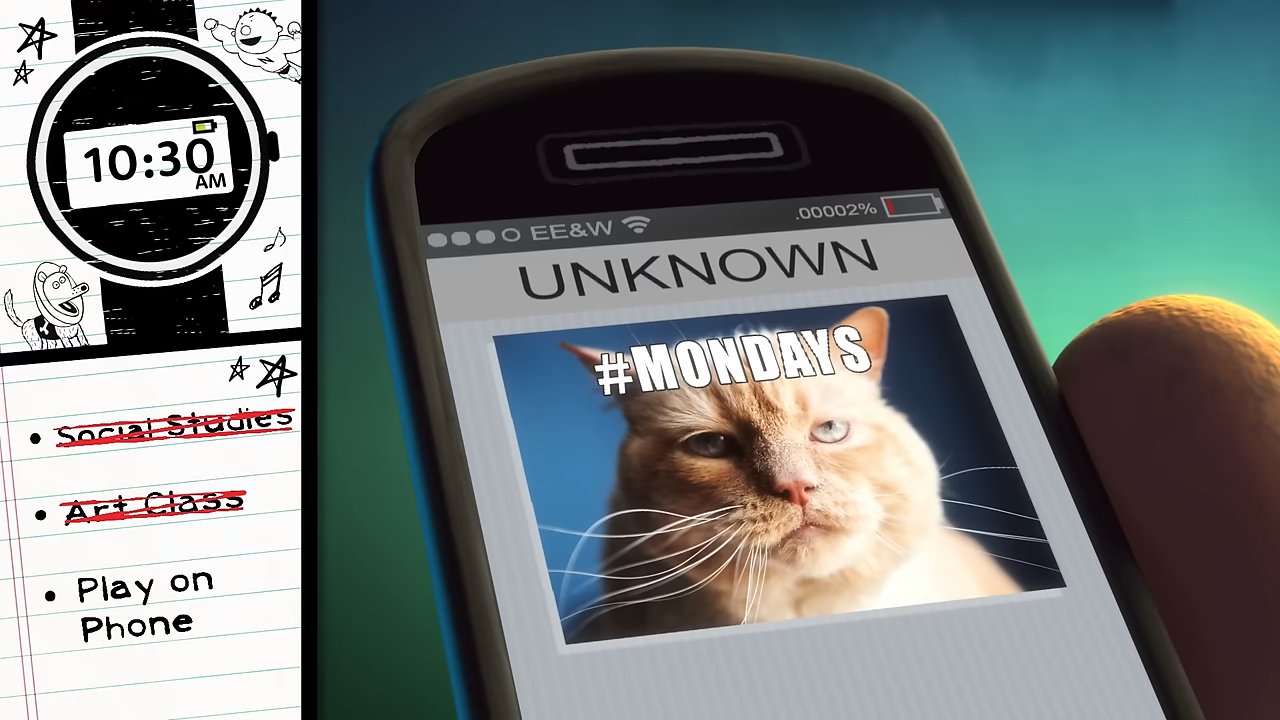 10:30
AM
• Social Studies
• Art Class
• Play on
Phone
EE&W
.00002%
UNKNOWN
#MONDAYS